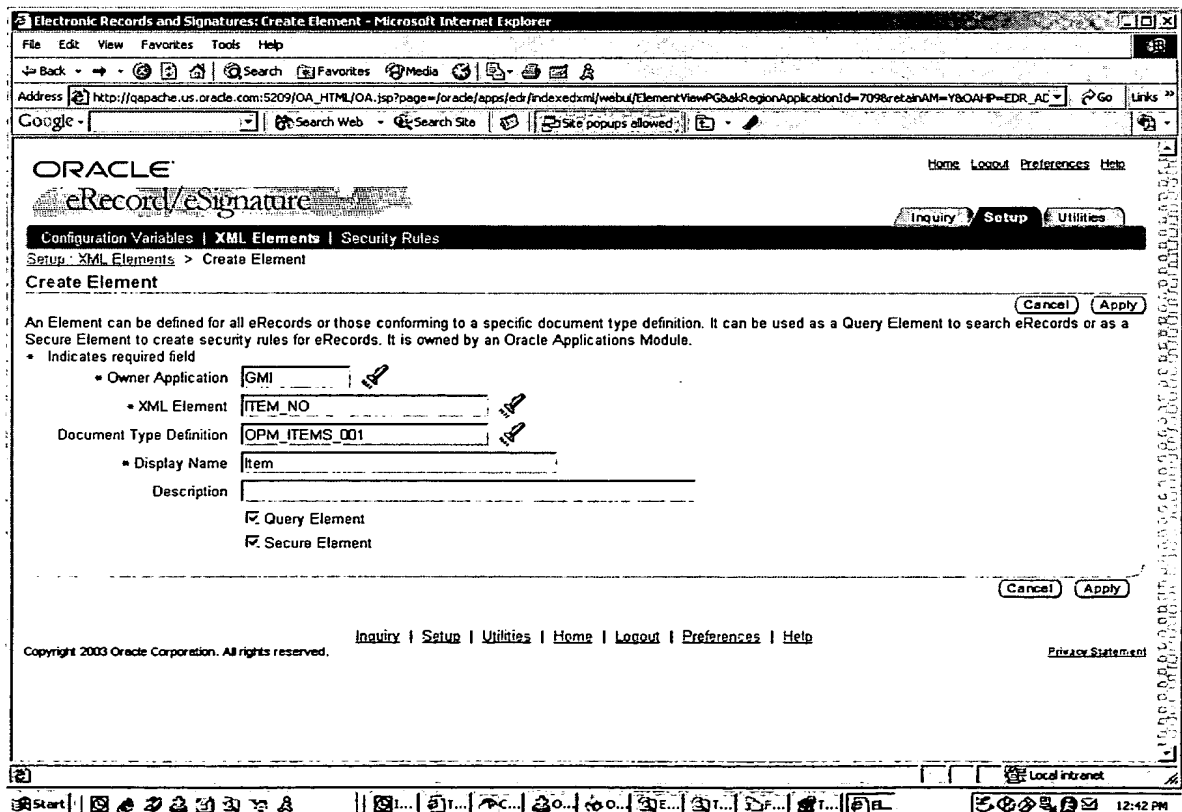 Electronic Records and Signatures: Create Element - Microsoft Internet Explorer
File Edit View Favorites Tools Help
Back Search Favorites Media
Address http://qapache.us.oracle.com:5209/OA_HTML/OA.jsp?page=/oracle/apps/edr/indexedxml/webui/ElementViewPG&akRegionApplicationId=709&retainAM=Y&OAHP=EDR_AD Go Links »
Google - Search Web Search Site Site popups allowed
ORACLE
eRecord/eSignature
Home Logout Preferences Help
Inquiry Setup Utilities
Configuration Variables | XML Elements | Security Rules
Setup : XML Elements > Create Element
Create Element
Cancel Apply
An Element can be defined for all eRecords or those conforming to a specific document type definition. It can be used as a Query Element to search eRecords or as a
Secure Element to create security rules for eRecords. It is owned by an Oracle Applications Module.
* Indicates required field
* Owner Application GMI
* XML Element ITEM_NO
Document Type Definition OPM_ITEMS_001
* Display Name Item
Description
Query Element
Secure Element
Cancel Apply
Inquiry | Setup | Utilities | Home | Logout | Preferences | Help
Copyright 2003 Oracle Corporation. All rights reserved.
Privacy Statement
Local intranet
Start I... T... C... O... O... E... T... F... T... E... 12:42 PM